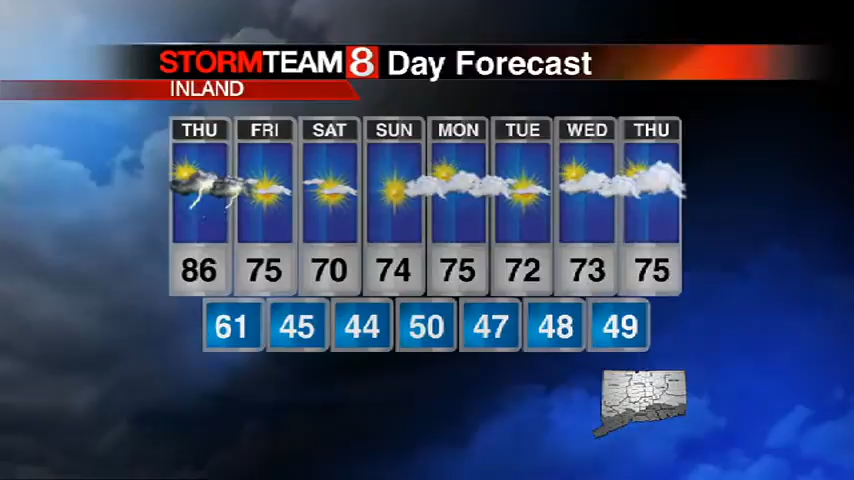 STORMTEAM 8 Day Forecast
INLAND
THU FRI SAT SUN MON TUE WED THU
86 75 70 74 75 72 73 75
61 45 44 50 47 48 49